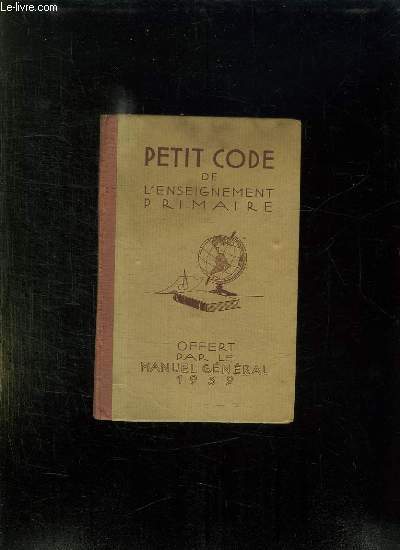 Le-livre.com
PETIT CODE
DE
L'ENSEIGNEMENT
PRIMAIRE
OFFERT
PAR LE
MANUEL GÉNÉRAL
1939